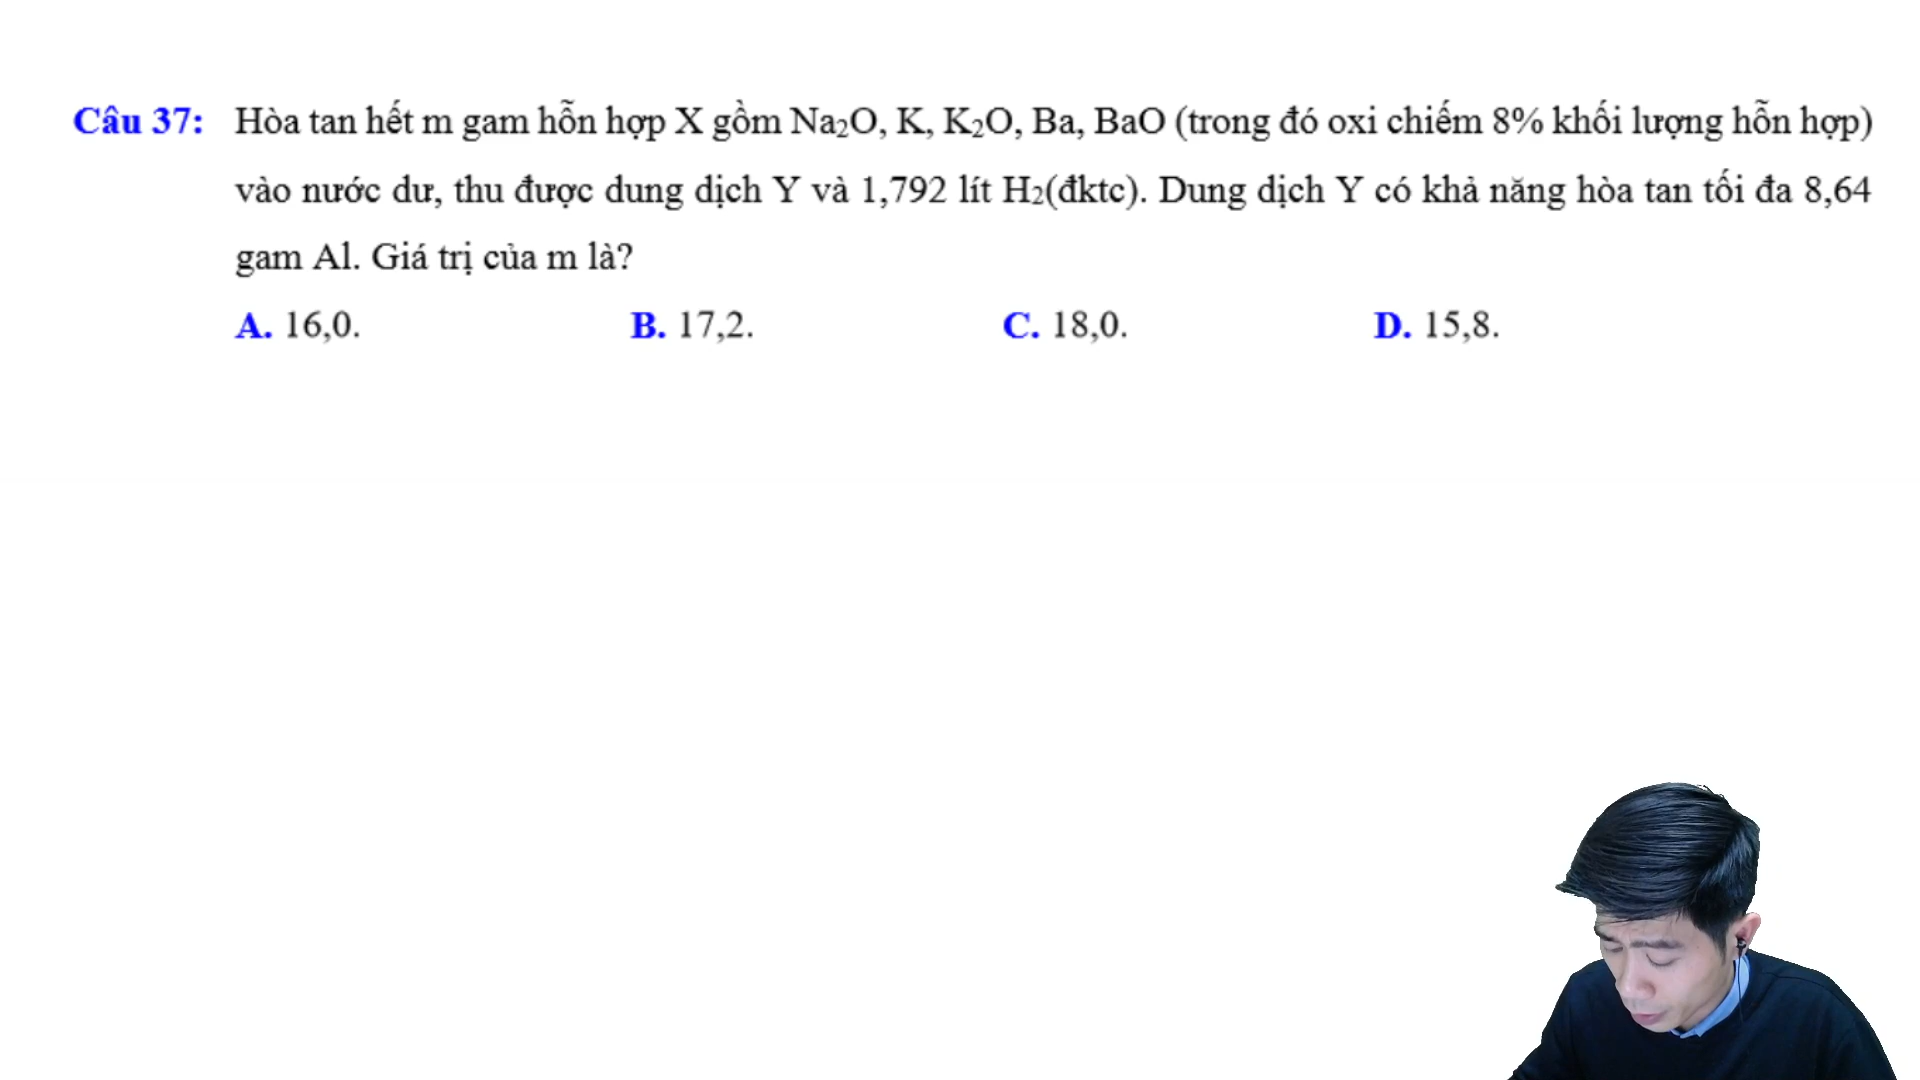 Câu 37: Hòa tan hết m gam hỗn hợp X gồm Na₂O, K, K₂O, Ba, BaO (trong đó oxi chiếm 8% khối lượng hỗn hợp)
vào nước dư, thu được dung dịch Y và 1,792 lít H₂(đktc). Dung dịch Y có khả năng hòa tan tối đa 8,64
gam Al. Giá trị của m là?
A. 16,0. B. 17,2. C. 18,0. D. 15,8.